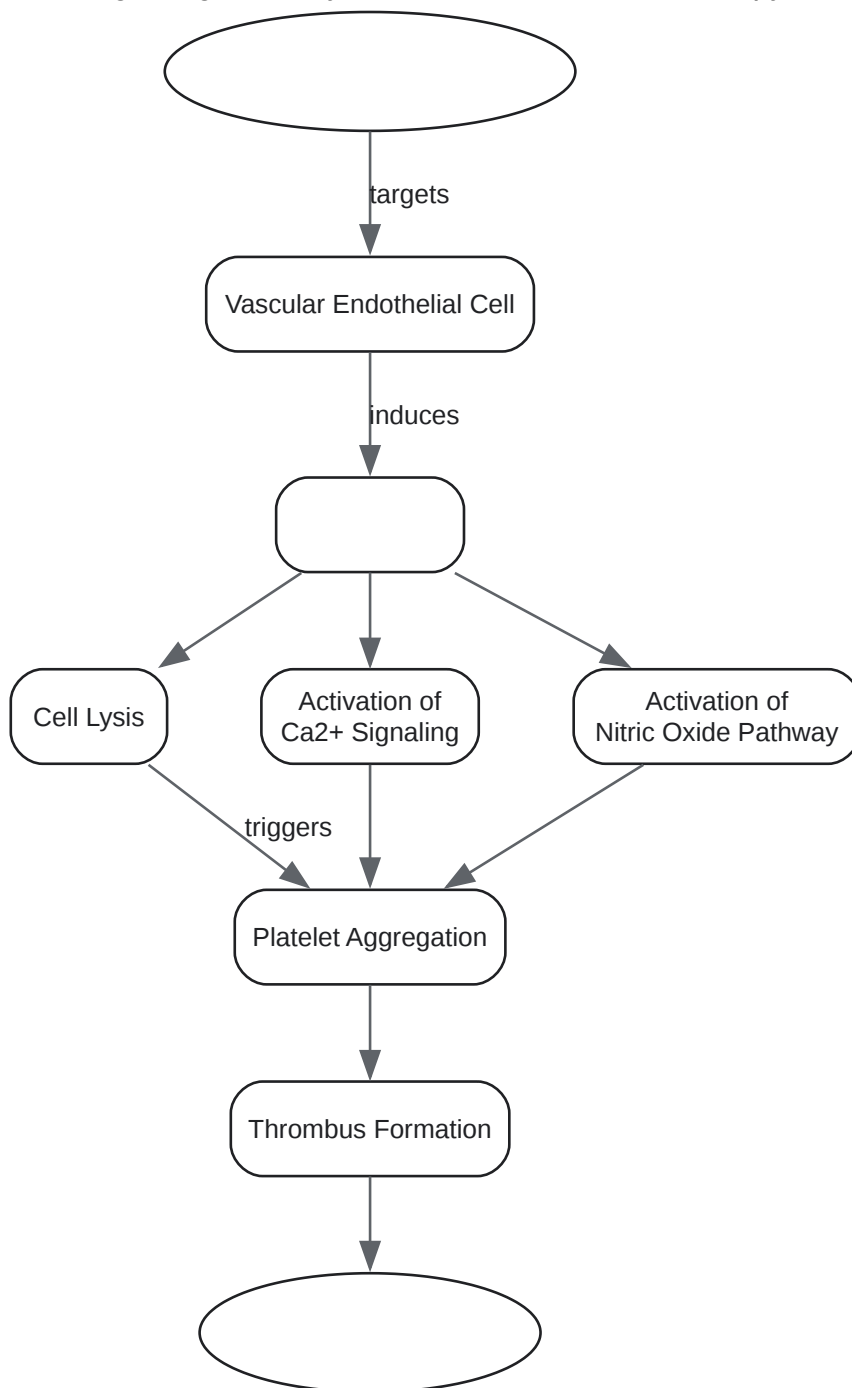 targets
Vascular Endothelial Cell
induces
Cell Lysis
Activation of
Ca2+ Signaling
Activation of
Nitric Oxide Pathway
triggers
Platelet Aggregation
Thrombus Formation